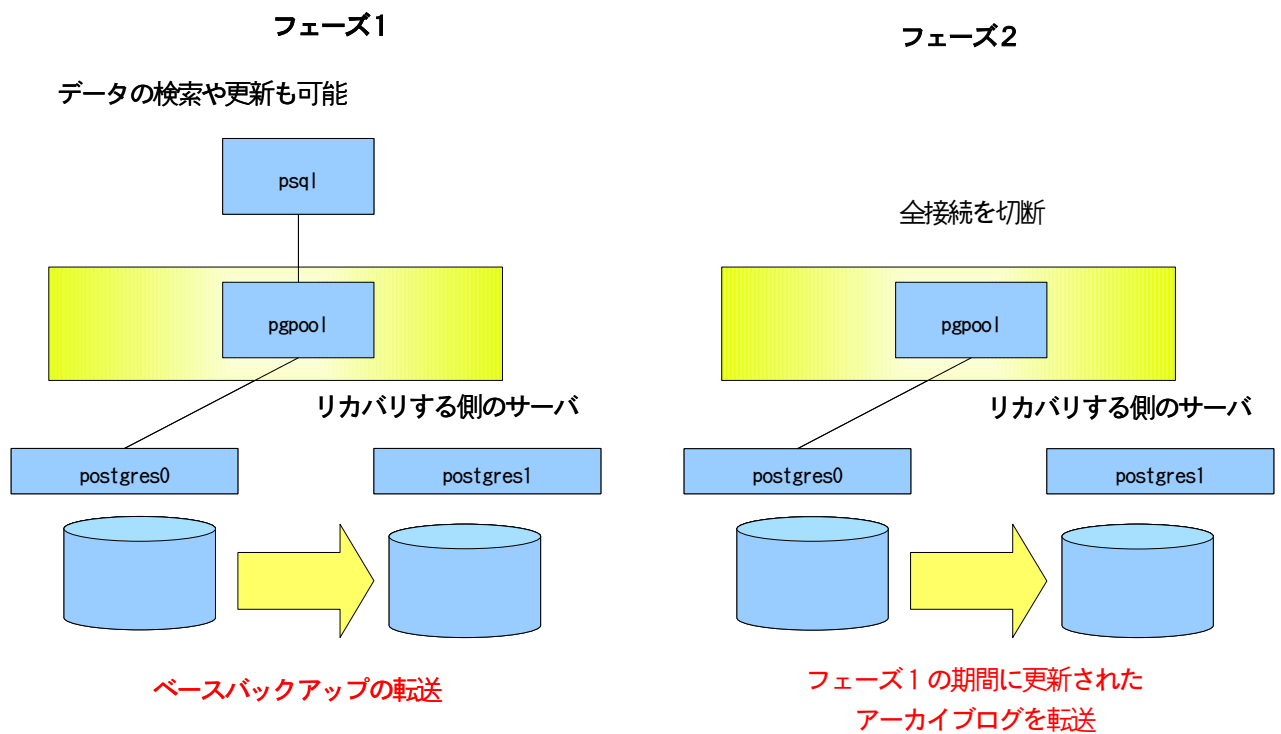 フェーズ1
データの検索や更新も可能
psql
pgpool
リカバリする側のサーバ
postgres0
postgres1
ベースバックアップの転送
フェーズ2
全接続を切断
pgpool
リカバリする側のサーバ
postgres0
postgres1
フェーズ1の期間に更新された
アーカイブログを転送